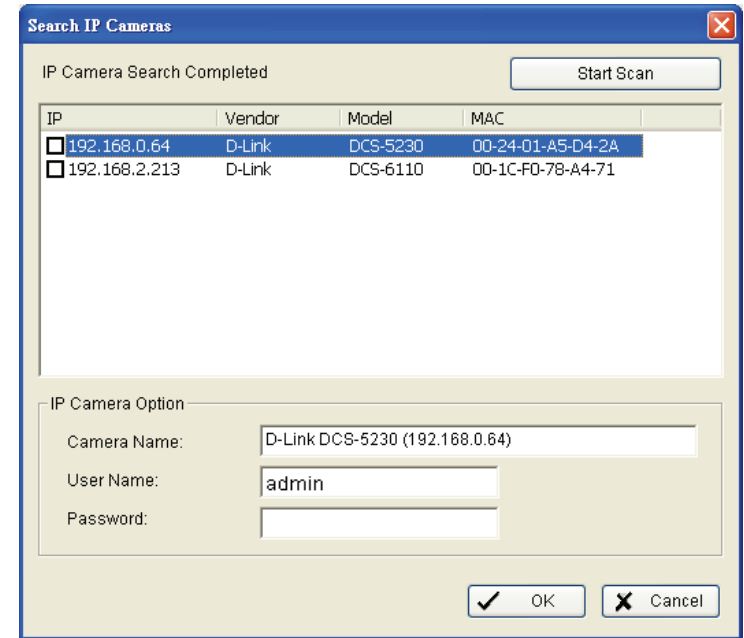 Search IP Cameras
IP Camera Search Completed
Start Scan
IP Vendor Model MAC
192.168.0.64 D-Link DCS-5230 00-24-01-A5-D4-2A
192.168.2.213 D-Link DCS-6110 00-1C-F0-78-A4-71
IP Camera Option
Camera Name: D-Link DCS-5230 (192.168.0.64)
User Name: admin
Password:
OK Cancel